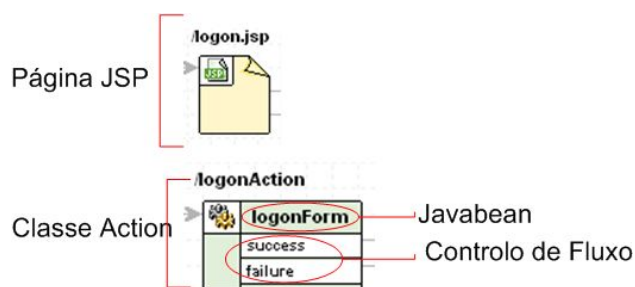 /logon.jsp
JSP
Página JSP
/logonAction
logonForm
Javabean
Classe Action
success
Controlo de Fluxo
failure